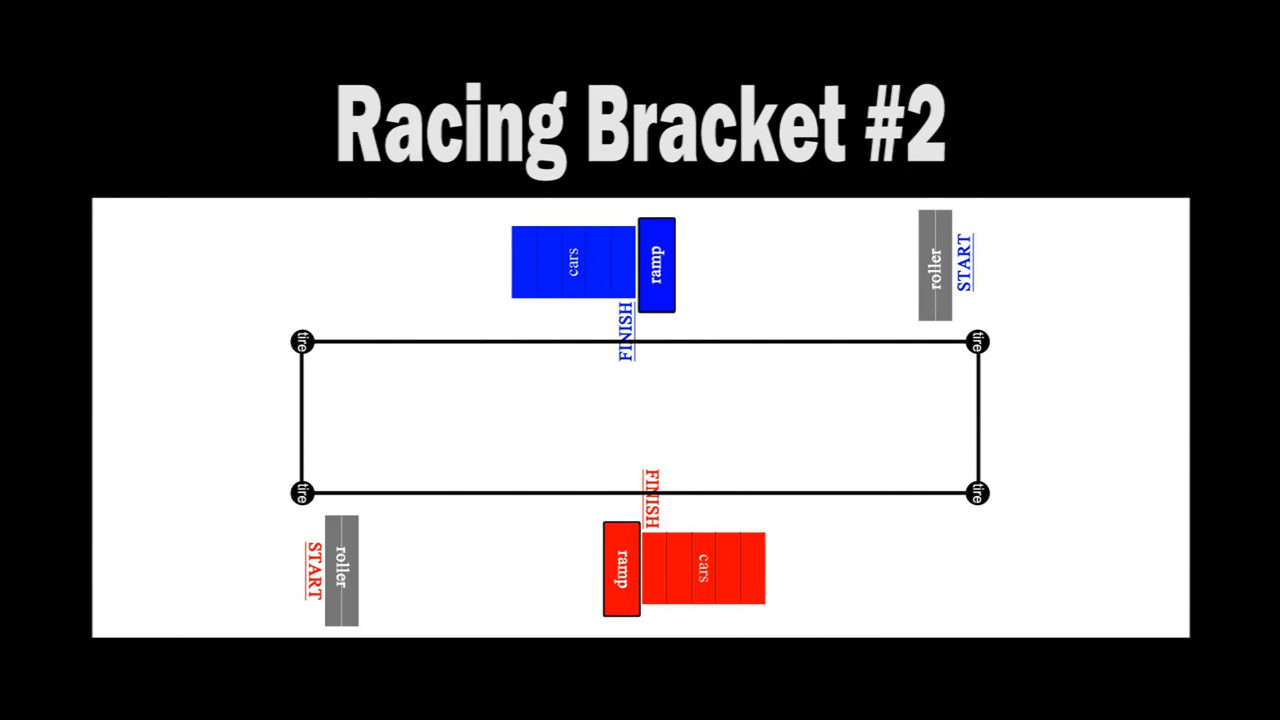 Racing Bracket #2
cars
ramp
roller
START
FINISH
tire
tire
tire
tire
FINISH
START
roller
ramp
cars